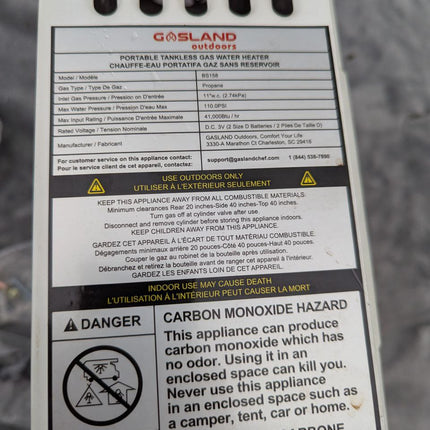 GASLAND
outdoors
PORTABLE TANKLESS GAS WATER HEATER
CHAUFFE-EAU PORTATIFA GAZ SANS RESERVOIR
Model / Modèle BS158
Gas Type / Type De Gaz Propane
Inlet Gas Pressure / Pression en D'entrée 11"w.c. (2.74kPa)
Max Water Pressure / Pression d'Eau Max 110.0PSI
Max Input Rating / Puissance D'entrée Maximale 41,000Btu / hr
Rated Voltage / Tension Nominale D.C. 3V (2 Size D Batteries / 2 Piles De Taille D)
Manufacturer / Fabricant GASLAND Outdoors, Comfort Your Life
3330-A Marathon Ct Charleston, SC 29418
For customer service on this appliance contact:
Pour le service client de cet appareil, contactez: support@gaslandchef.com 1 (844) 538-7890
USE OUTDOORS ONLY
UTILISER À L'EXTÉRIEUR SEULEMENT
KEEP THIS APPLIANCE AWAY FROM ALL COMBUSTIBLE MATERIALS:
Minimum clearances Rear 20 inches-Side 40 inches-Top 40 inches.
Turn gas off at cylinder valve after use.
Disconnect and remove cylinder before storing this appliance indoors.
KEEP CHILDREN AWAY FROM THIS APPLIANCE.
GARDEZ CET APPAREIL À L'ÉCART DE TOUT MATÉRIAU COMBUSTIBLE:
Dégagements minimaux arrière 20 pouces-Côté 40 pouces-Haut 40 pouces.
Couper le gaz au robinet de la bouteille après utilisation.
Débranchez et retirez la bouteille avant de ranger cet appareil à l'intérieur.
GARDEZ LES ENFANTS LOIN DE CET APPAREIL.
INDOOR USE MAY CAUSE DEATH
L'UTILISATION À L'INTÉRIEUR PEUT CAUSER LA MORT
DANGER
CARBON MONOXIDE HAZARD
This appliance can produce
carbon monoxide which has
no odor. Using it in an
enclosed space can kill you.
Never use this appliance
in an enclosed space such as
a camper, tent, car or home.